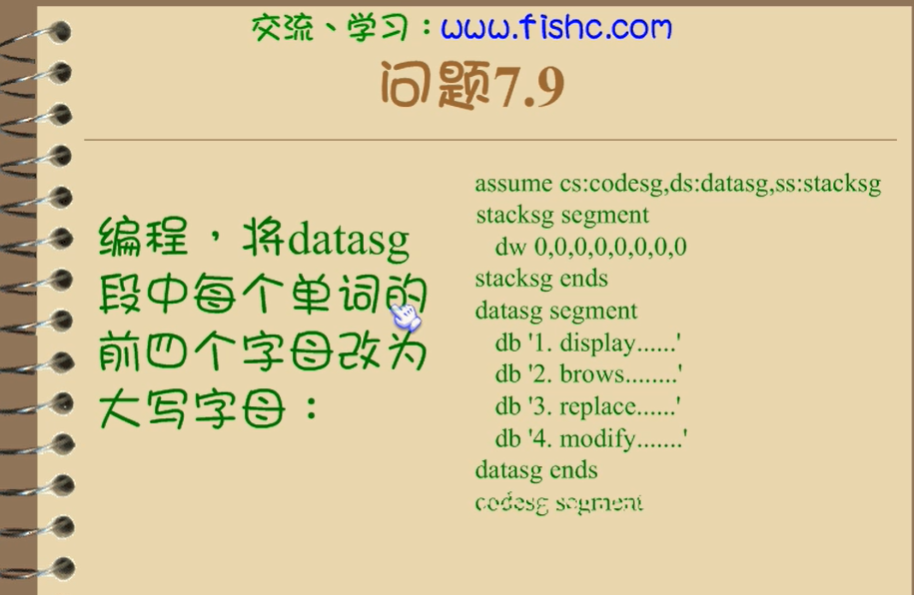 交流、学习：www.fishc.com
问题7.9
编程，将datasg
段中每个单词的
前四个字母改为
大写字母：
assume cs:codesg,ds:datasg,ss:stacksg
stacksg segment
dw 0,0,0,0,0,0,0,0
stacksg ends
datasg segment
db '1. display......'
db '2. brows........'
db '3. replace......'
db '4. modify.......'
datasg ends
codesg segment